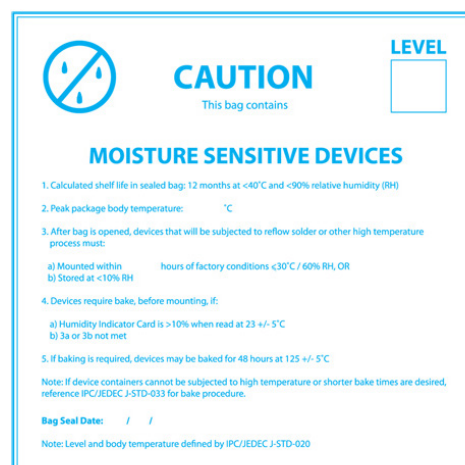 LEVEL
CAUTION
This bag contains
MOISTURE SENSITIVE DEVICES
1. Calculated shelf life in sealed bag: 12 months at <40˚C and <90% relative humidity (RH)
2. Peak package body temperature: ˚C
3. After bag is opened, devices that will be subjected to reflow solder or other high temperature
process must:
a) Mounted within hours of factory conditions ⩽30˚C / 60% RH, OR
b) Stored at <10% RH
4. Devices require bake, before mounting, if:
a) Humidity Indicator Card is >10% when read at 23 +/- 5˚C
b) 3a or 3b not met
5. If baking is required, devices may be baked for 48 hours at 125 +/- 5˚C
Note: If device containers cannot be subjected to high temperature or shorter bake times are desired,
reference IPC/JEDEC J-STD-033 for bake procedure.
Bag Seal Date: / /
Note: Level and body temperature defined by IPC/JEDEC J-STD-020